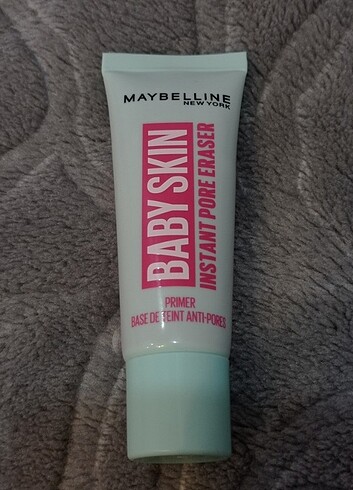 MAYBELLINE
NEW YORK
BABY SKIN
INSTANT PORE ERASER
PRIMER
BASE DE TEINT ANTI-PORES